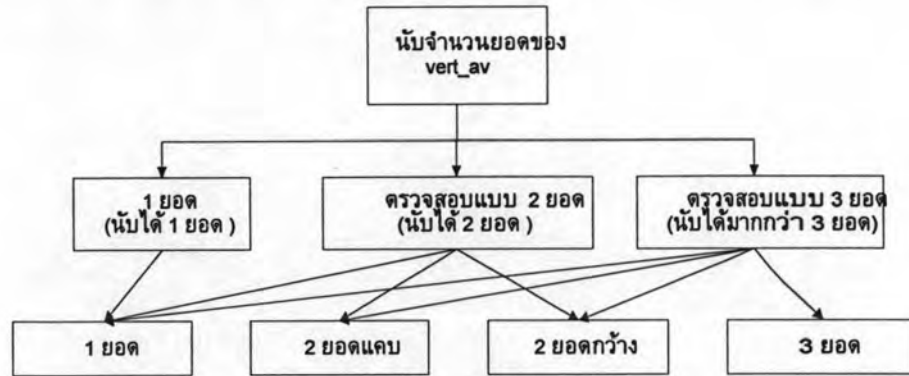 นับจำนวนยอดของ
vert_av
1 ยอด
(นับได้ 1 ยอด )
ตรวจสอบแบบ 2 ยอด
(นับได้ 2 ยอด )
ตรวจสอบแบบ 3 ยอด
(นับได้มากกว่า 3 ยอด)
1 ยอด
2 ยอดแคบ
2 ยอดกว้าง
3 ยอด